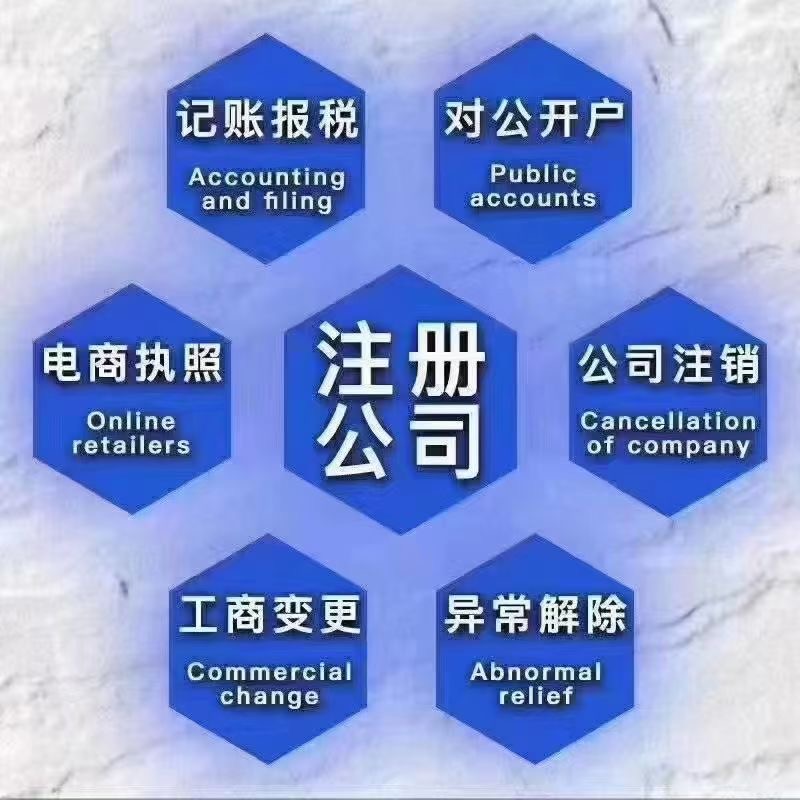 记账报税
Accounting
and filing
对公开户
Public
accounts
电商执照
Online
retailers
注册
公司
公司注销
Cancellation
of company
工商变更
Commercial
change
异常解除
Abnormal
relief